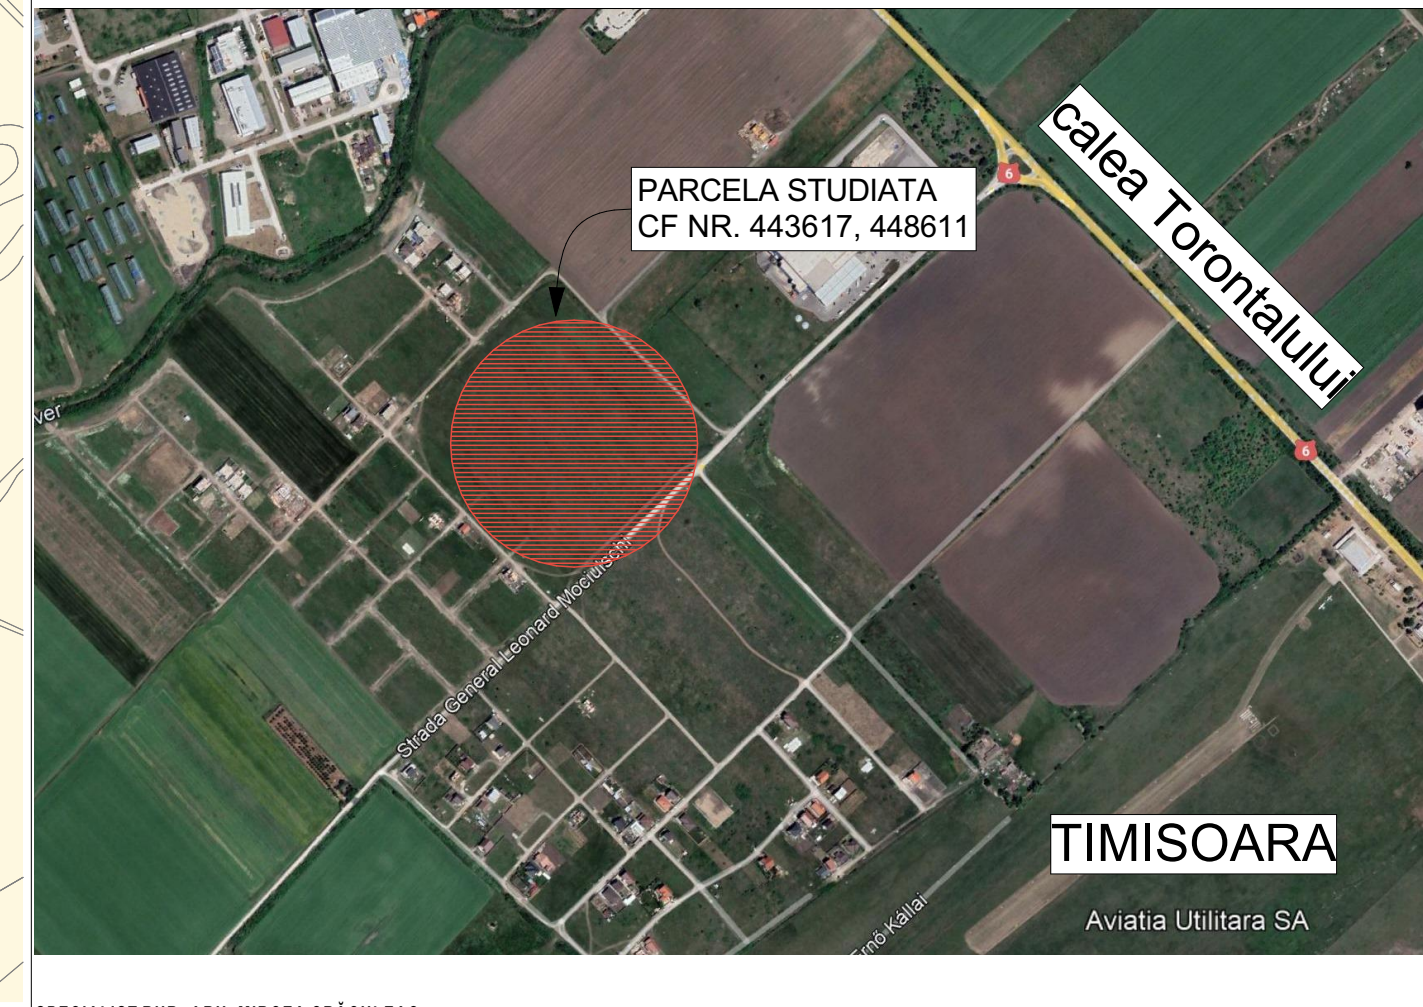 calea Torontalului
6
PARCELA STUDIATA
CF NR. 443617, 448611
ver
6
Strada General Leonard Mociulschi
TIMISOARA
Aviatia Utilitara SA
Ernő Kállai